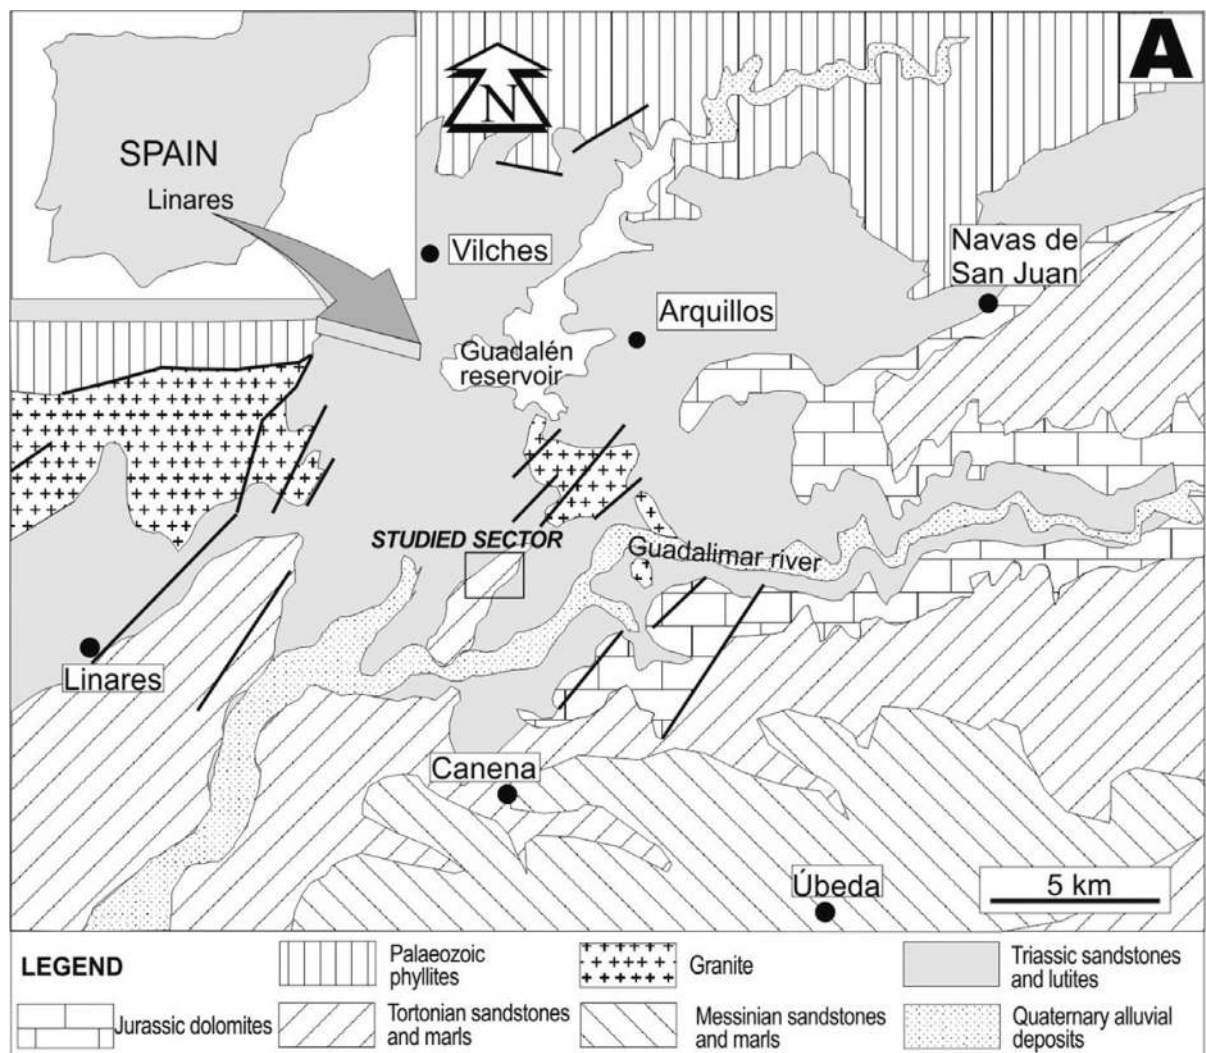 A
N
SPAIN
Linares
Vilches
Navas de
San Juan
Arquillos
Guadalén
reservoir
STUDIED SECTOR
Guadalimar river
Linares
Canena
Úbeda
5 km
LEGEND
Palaeozoic
phyllites
Granite
Triassic sandstones
and lutites
Jurassic dolomites
Tortonian sandstones
and marls
Messinian sandstones
and marls
Quaternary alluvial
deposits